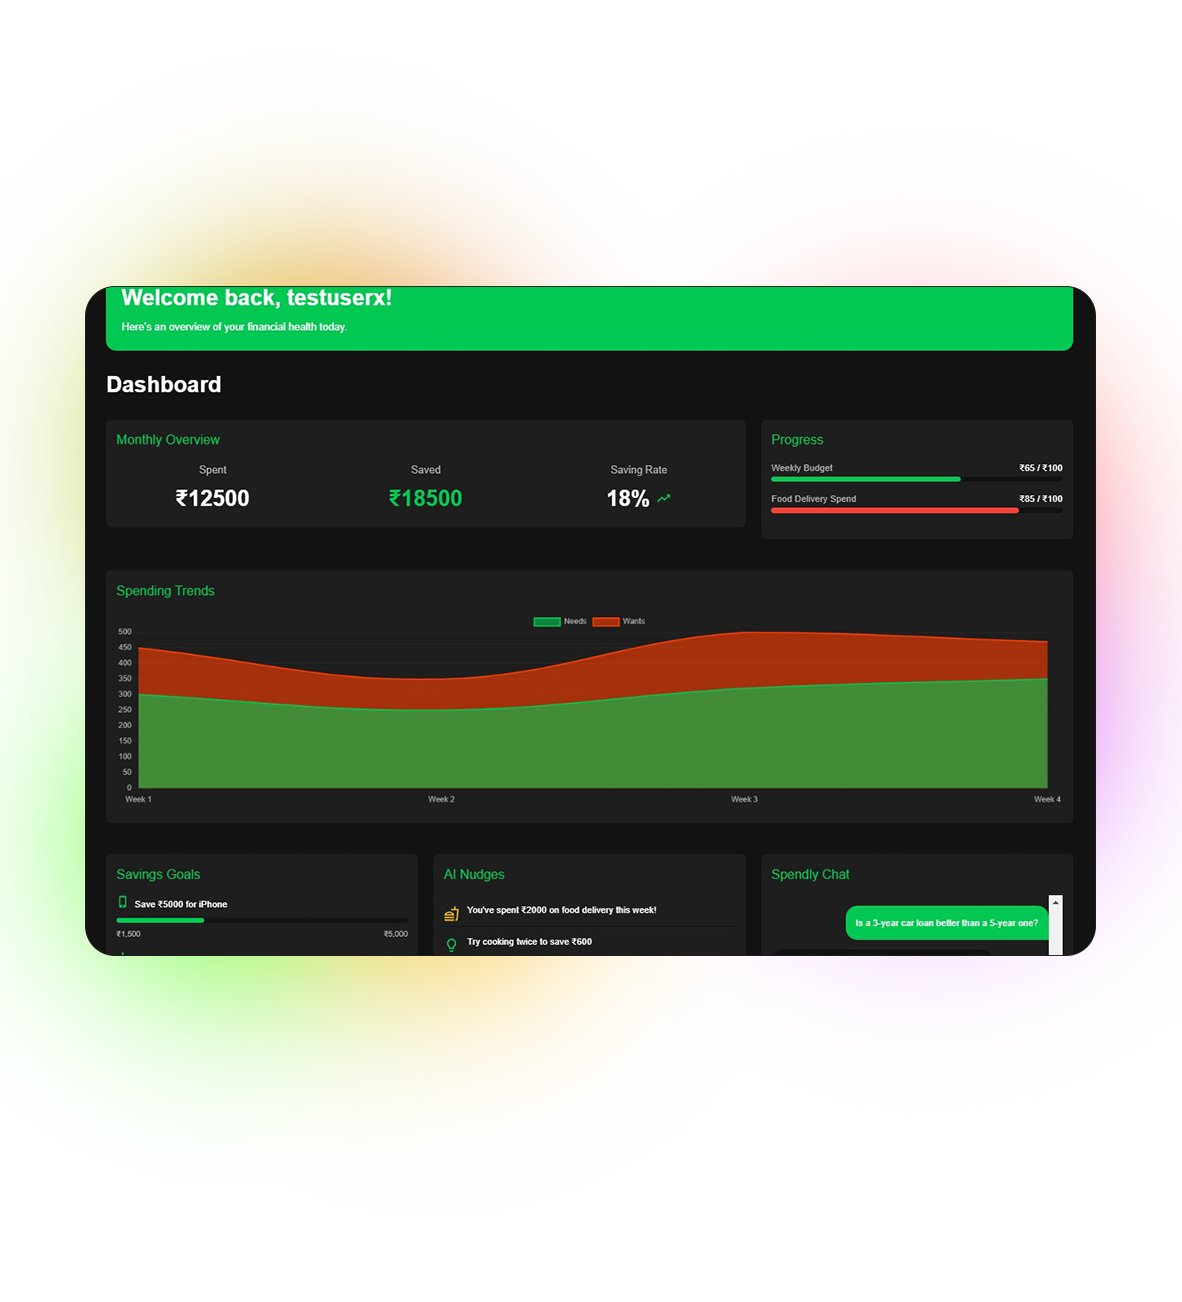 Welcome back, testuserx!
Here's an overview of your financial health today.
Dashboard
Monthly Overview
Spent
Saved
Saving Rate
₹12500
₹18500
18%
Progress
Weekly Budget
₹65 / ₹100
Food Delivery Spend
₹85 / ₹100
Spending Trends
Needs
Wants
500
450
400
350
300
250
200
150
100
50
0
Week 1
Week 2
Week 3
Week 4
Savings Goals
Save ₹5000 for iPhone
₹1,500
₹5,000
AI Nudges
You've spent ₹2000 on food delivery this week!
Try cooking twice to save ₹600
Spendly Chat
Is a 3-year car loan better than a 5-year one?